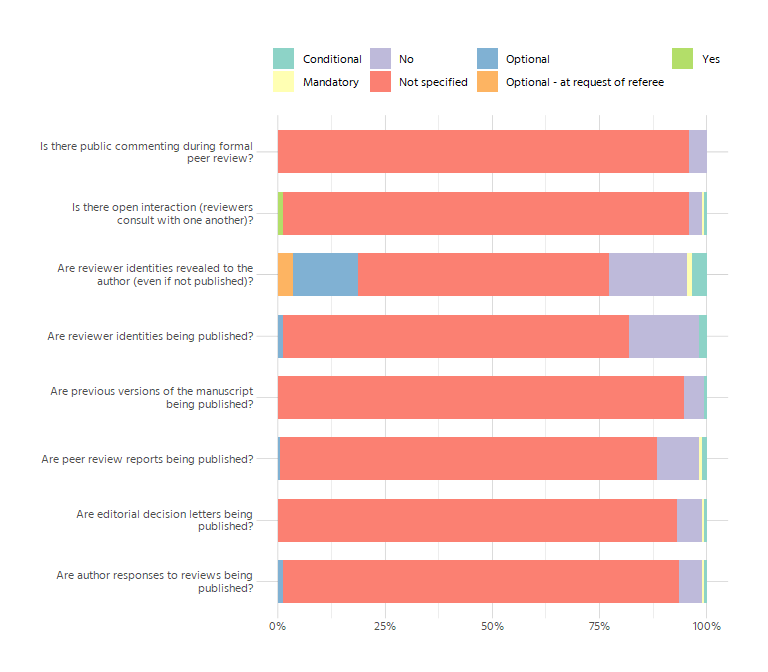 Conditional No Optional Yes
Mandatory Not specified Optional - at request of referee
Is there public commenting during formal
peer review?
Is there open interaction (reviewers
consult with one another)?
Are reviewer identities revealed to the
author (even if not published)?
Are reviewer identities being published?
Are previous versions of the manuscript
being published?
Are peer review reports being published?
Are editorial decision letters being
published?
Are author responses to reviews being
published?
0% 25% 50% 75% 100%